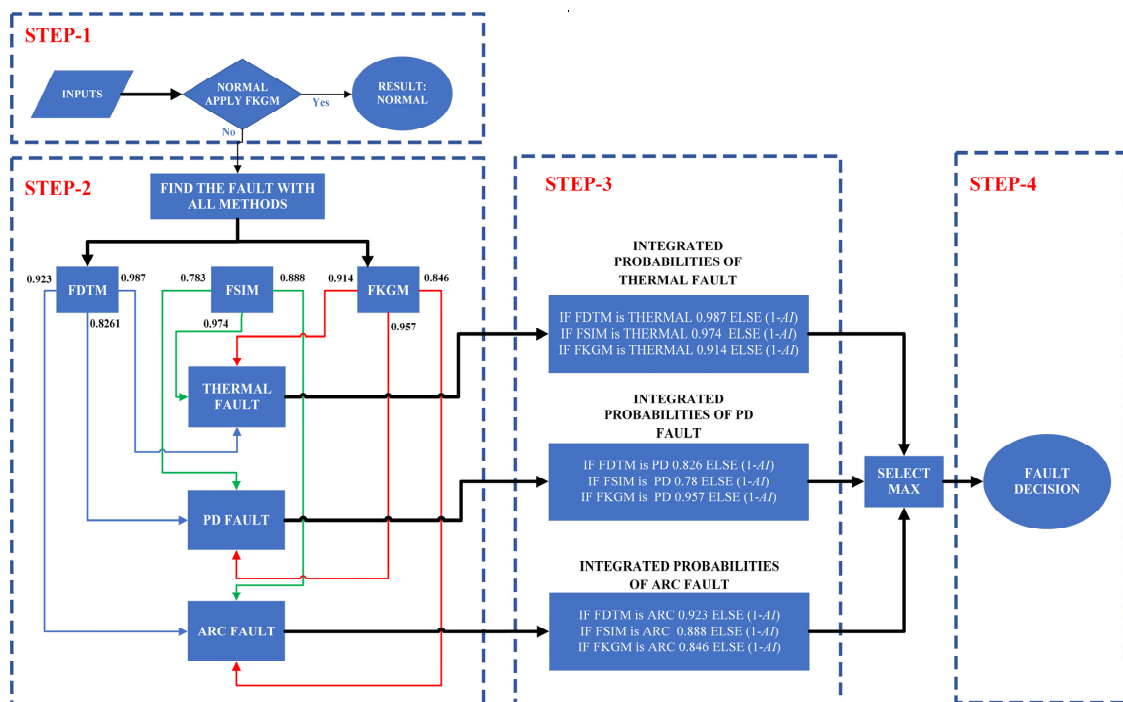 STEP-1
INPUTS
NORMAL
APPLY FKGM
Yes
RESULT:
NORMAL
No
STEP-2
FIND THE FAULT WITH
ALL METHODS
0.923
FDTM
0.987
0.8261
0.783
FSIM
0.888
0.974
0.914
FKGM
0.846
0.957
THERMAL
FAULT
PD FAULT
ARC FAULT
STEP-3
INTEGRATED
PROBABILITIES OF
THERMAL FAULT
IF FDTM is THERMAL 0.987 ELSE (1-AI)
IF FSIM is THERMAL 0.974 ELSE (1-AI)
IF FKGM is THERMAL 0.914 ELSE (1-AI)
INTEGRATED
PROBABILITIES OF PD
FAULT
IF FDTM is PD 0.826 ELSE (1-AI)
IF FSIM is PD 0.78 ELSE (1-AI)
IF FKGM is PD 0.957 ELSE (1-AI)
INTEGRATED PROBABILITIES
OF ARC FAULT
IF FDTM is ARC 0.923 ELSE (1-AI)
IF FSIM is ARC 0.888 ELSE (1-AI)
IF FKGM is ARC 0.846 ELSE (1-AI)
SELECT
MAX
STEP-4
FAULT
DECISION